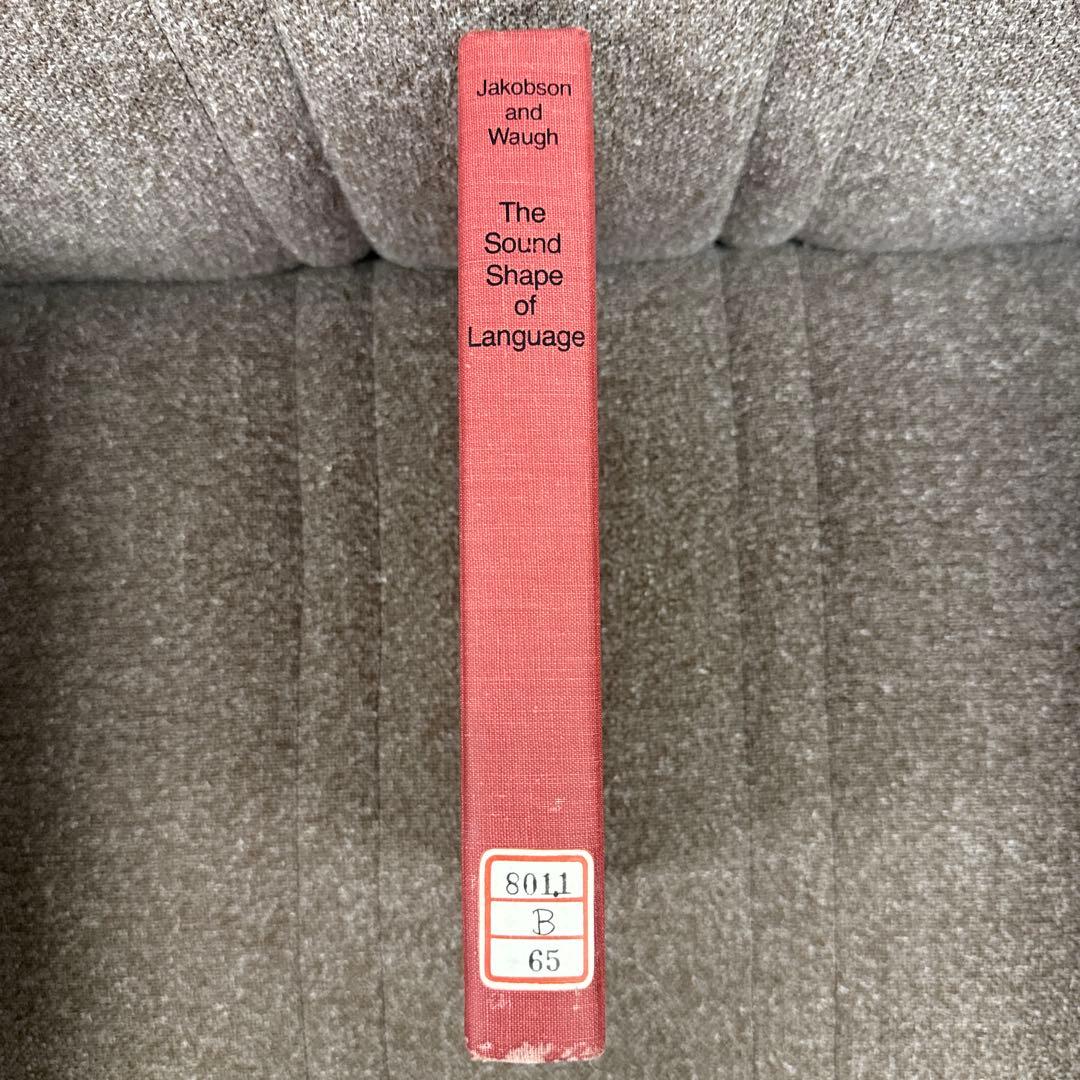 Jakobson
and
Waugh
The
Sound
Shape
of
Language
801.1
B
65